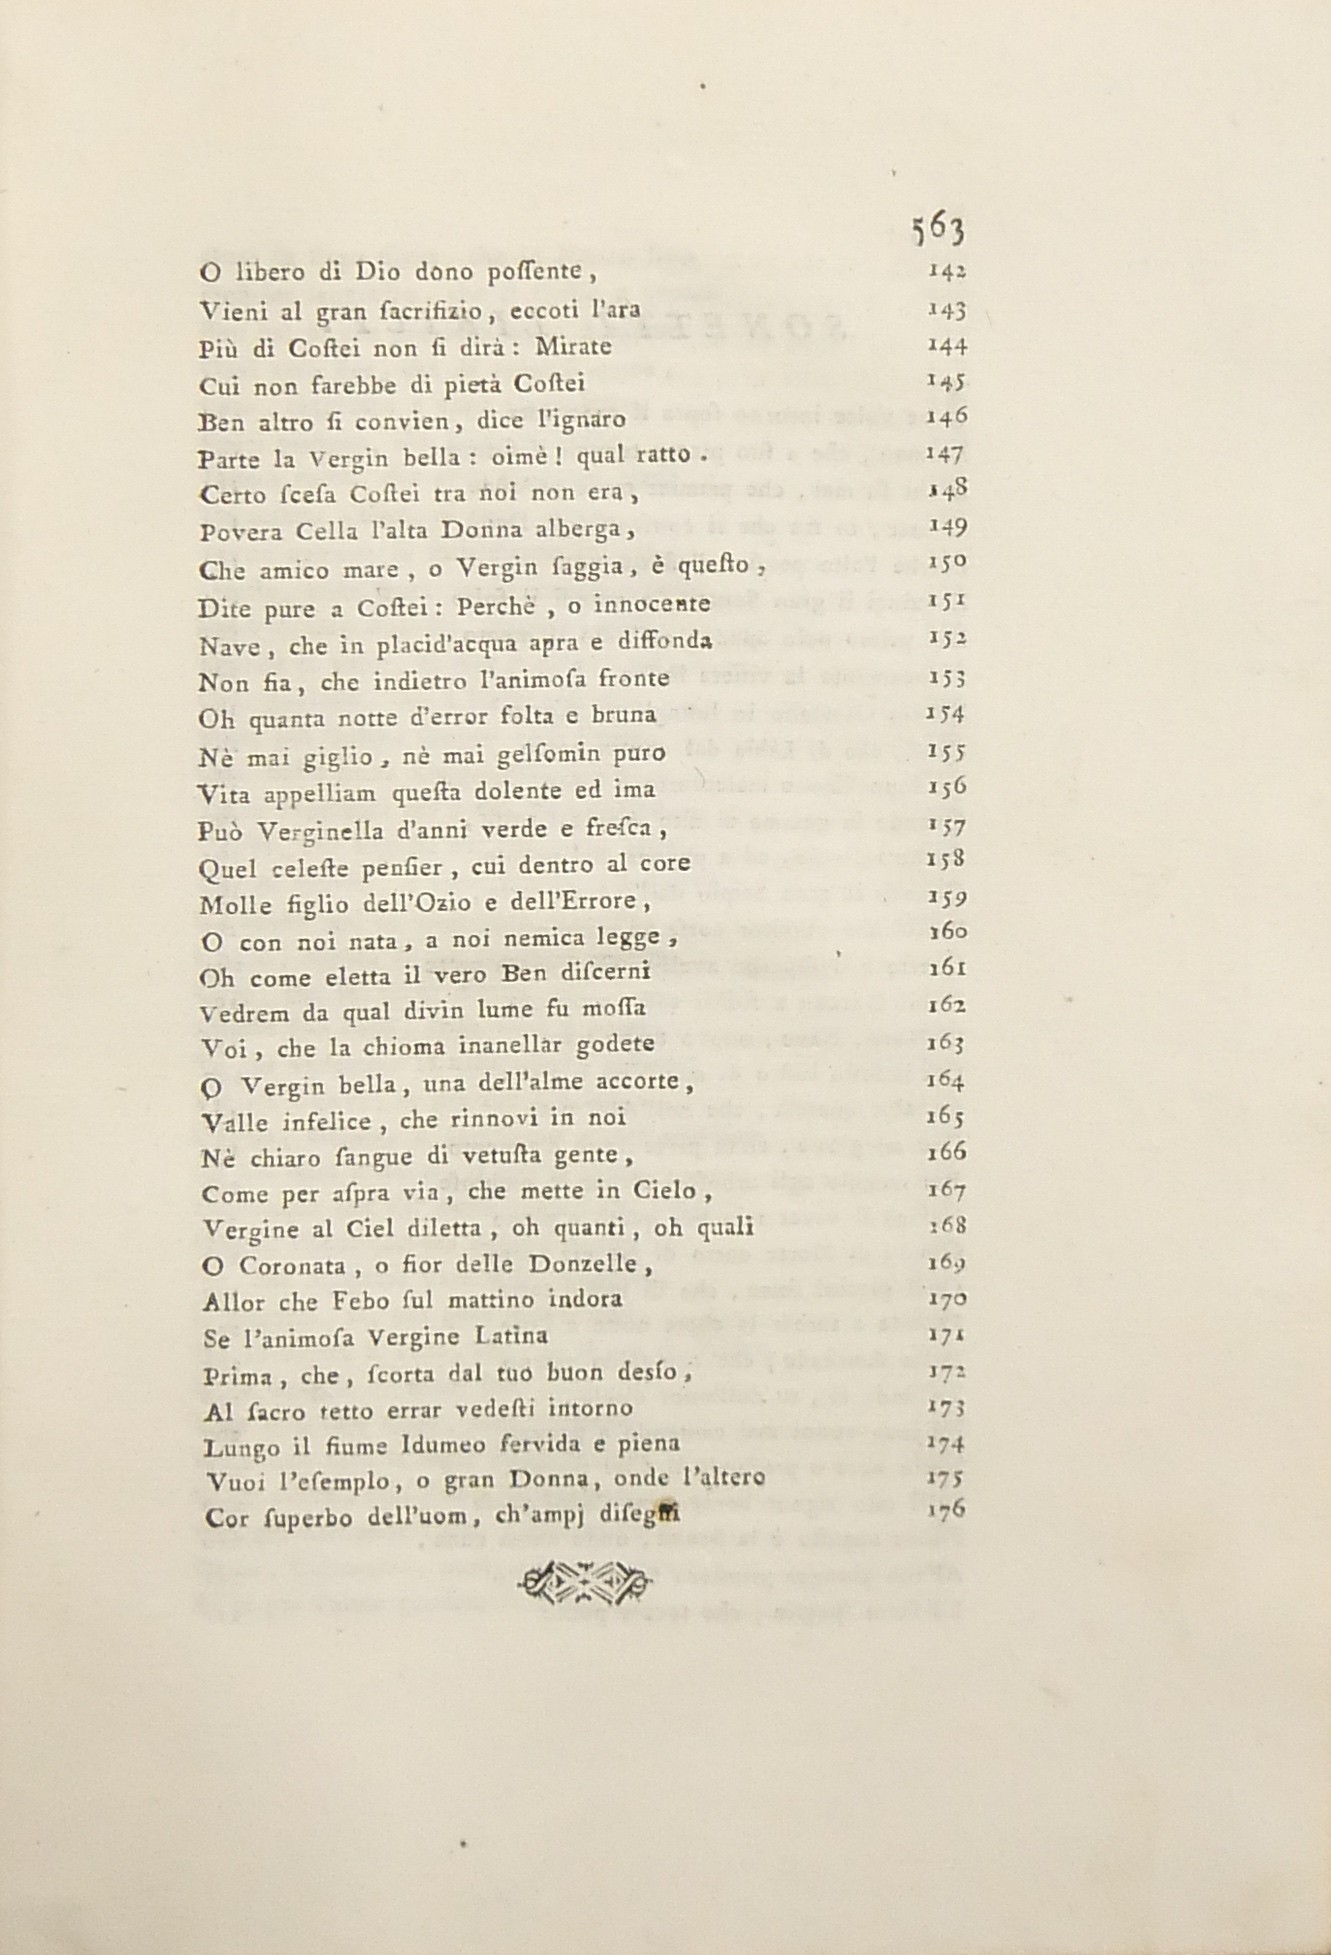 563
O libero di Dio dono poſſente, 142
Vieni al gran ſacrifizio, eccoti l'ara 143
Più di Coſtei non ſi dirà: Mirate 144
Cui non farebbe di pietà Coſtei 145
Ben altro ſi convien, dice l'ignaro 146
Parte la Vergin bella: oimè! qual ratto. 147
Certo ſceſa Coſtei tra noi non era, 148
Povera Cella l'alta Donna alberga, 149
Che amico mare, o Vergin ſaggia, è queſto, 150
Dite pure a Coſtei: Perchè, o innocente 151
Nave, che in placid'acqua apra e diffonda 152
Non fia, che indietro l'animoſa fronte 153
Oh quanta notte d'error folta e bruna 154
Nè mai giglio, nè mai gelſomin puro 155
Vita appelliam queſta dolente ed ima 156
Può Verginella d'anni verde e freſca, 157
Quel celeſte penſier, cui dentro al core 158
Molle figlio dell'Ozio e dell'Errore, 159
O con noi nata, a noi nemica legge, 160
Oh come eletta il vero Ben diſcerni 161
Vedrem da qual divin lume fu moſſa 162
Voi, che la chioma inanellar godete 163
O Vergin bella, una dell'alme accorte, 164
Valle infelice, che rinnovi in noi 165
Nè chiaro ſangue di vetuſta gente, 166
Come per aſpra via, che mette in Cielo, 167
Vergine al Ciel diletta, oh quanti, oh quali 168
O Coronata, o fior delle Donzelle, 169
Allor che Febo ſul mattino indora 170
Se l'animoſa Vergine Latina 171
Prima, che, ſcorta dal tuo buon desſo, 172
Al ſacro tetto errar vedeſti intorno 173
Lungo il fiume Idumeo fervida e piena 174
Vuoi l'eſemplo, o gran Donna, onde l'altero 175
Cor ſuperbo dell'uom, ch'ampj diſegni 176